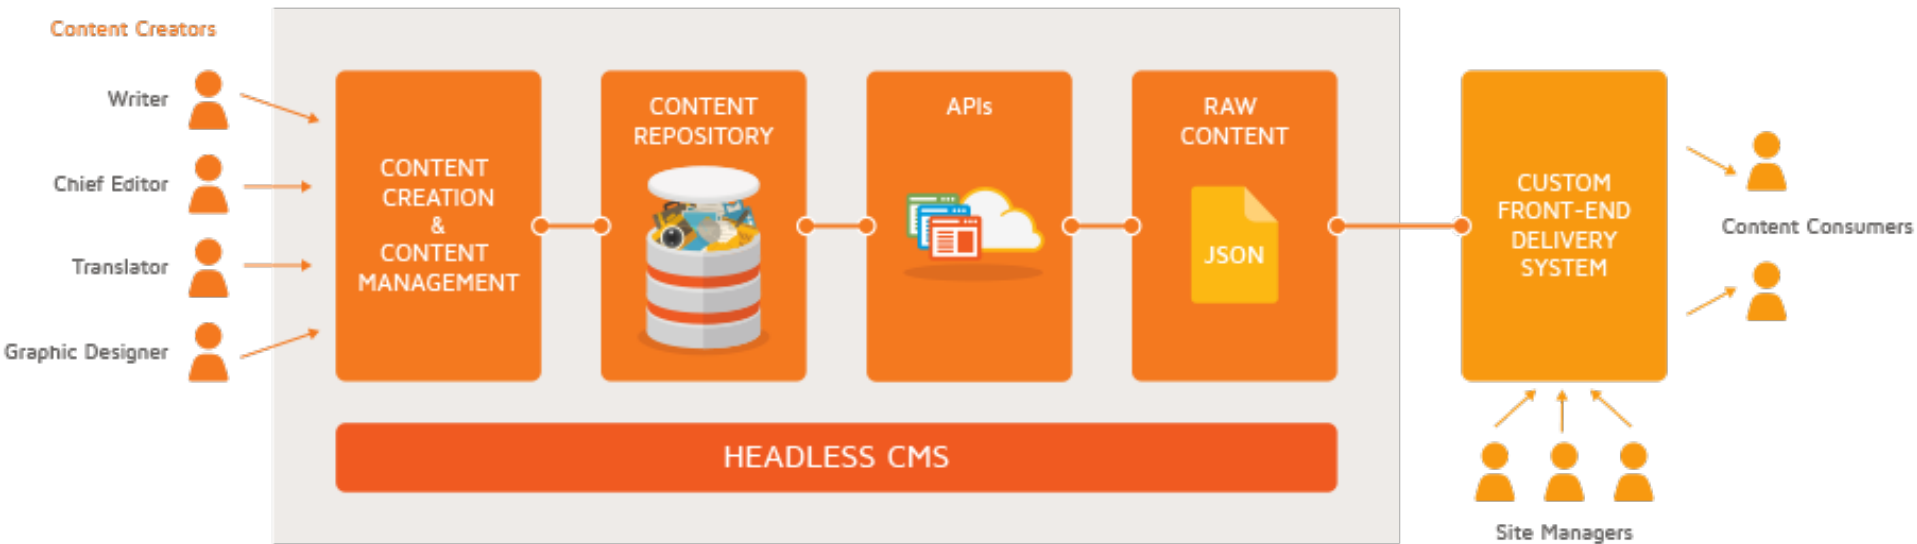 Content Creators
Writer
Chief Editor
Translator
Graphic Designer
CONTENT
CREATION
&
CONTENT
MANAGEMENT
CONTENT
REPOSITORY
APIs
RAW
CONTENT
JSON
HEADLESS CMS
CUSTOM
FRONT-END
DELIVERY
SYSTEM
Content Consumers
Site Managers